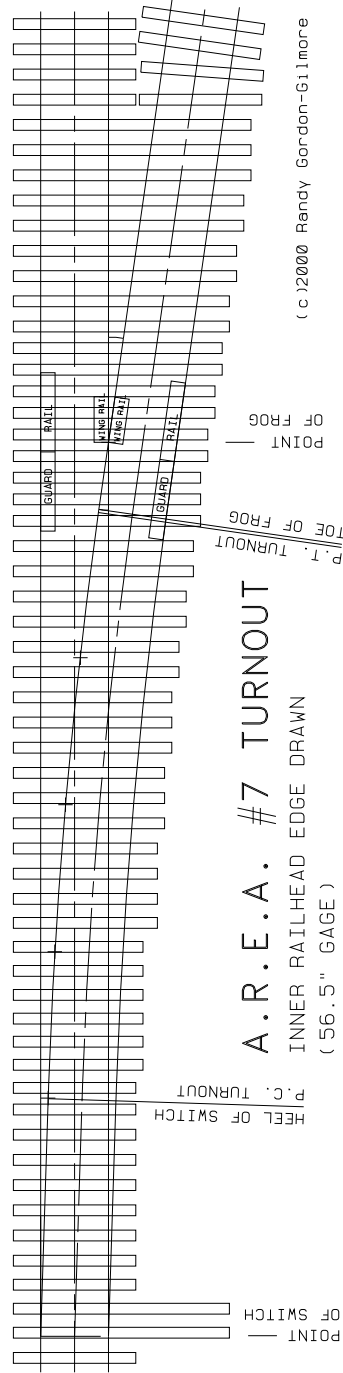 (c)2000 Randy Gordon-Gilmore
GUARD RAIL
WING RAIL
WING RAIL
GUARD RAIL
POINT
OF FROG
P.T. TURNOUT
TOE OF FROG
A.R.E.A. #7 TURNOUT
INNER RAILHEAD EDGE DRAWN
(56.5" GAGE)
P.C. TURNOUT
HEEL OF SWITCH
POINT
OF SWITCH